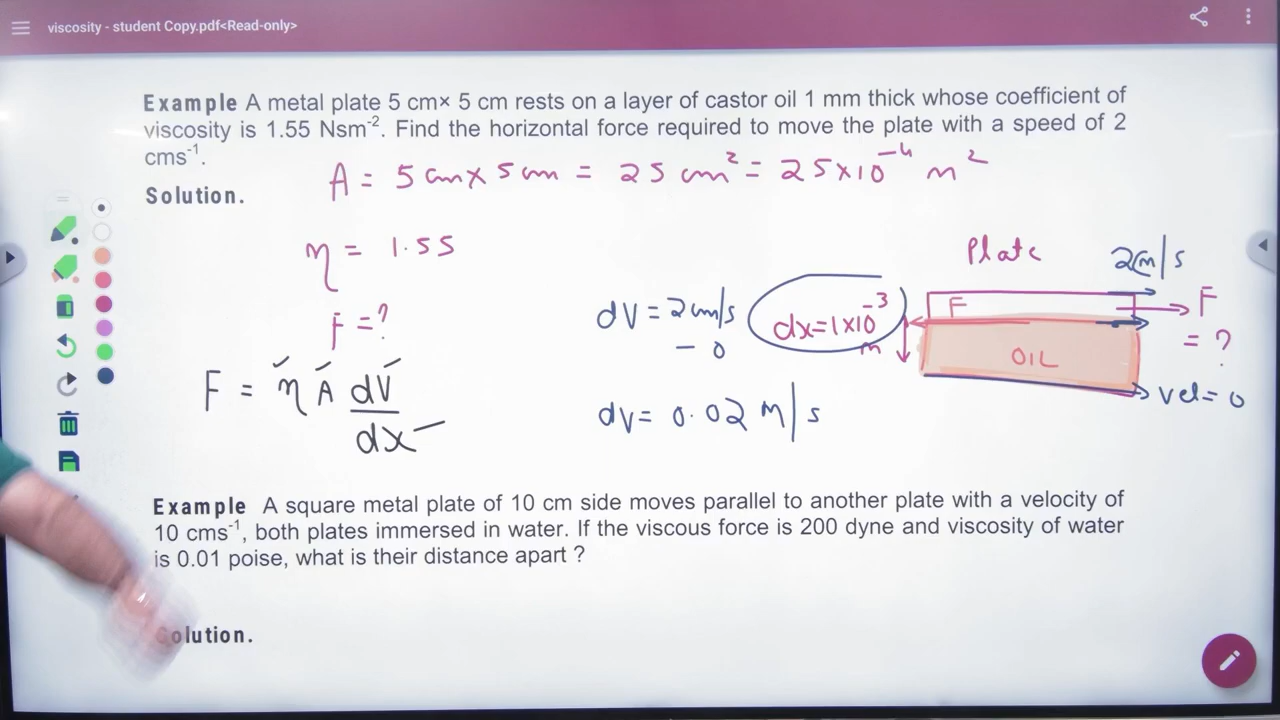 viscosity - student Copy.pdf<Read-only>
Example A metal plate 5 cm× 5 cm rests on a layer of castor oil 1 mm thick whose coefficient of
viscosity is 1.55 Nsm⁻². Find the horizontal force required to move the plate with a speed of 2
cms⁻¹.
Solution.
A = 5 cm × 5 cm = 25 cm² = 25×10⁻⁴ m²
η = 1.55
F = ?
F = η A dV/dx
dV = 2cm/s
– 0
dx = 1×10⁻³ m
dv = 0.02 m/s
Plate
2m/s
F
F
= ?
OIL
vel = 0
Example A square metal plate of 10 cm side moves parallel to another plate with a velocity of
10 cms⁻¹, both plates immersed in water. If the viscous force is 200 dyne and viscosity of water
is 0.01 poise, what is their distance apart ?
Solution.